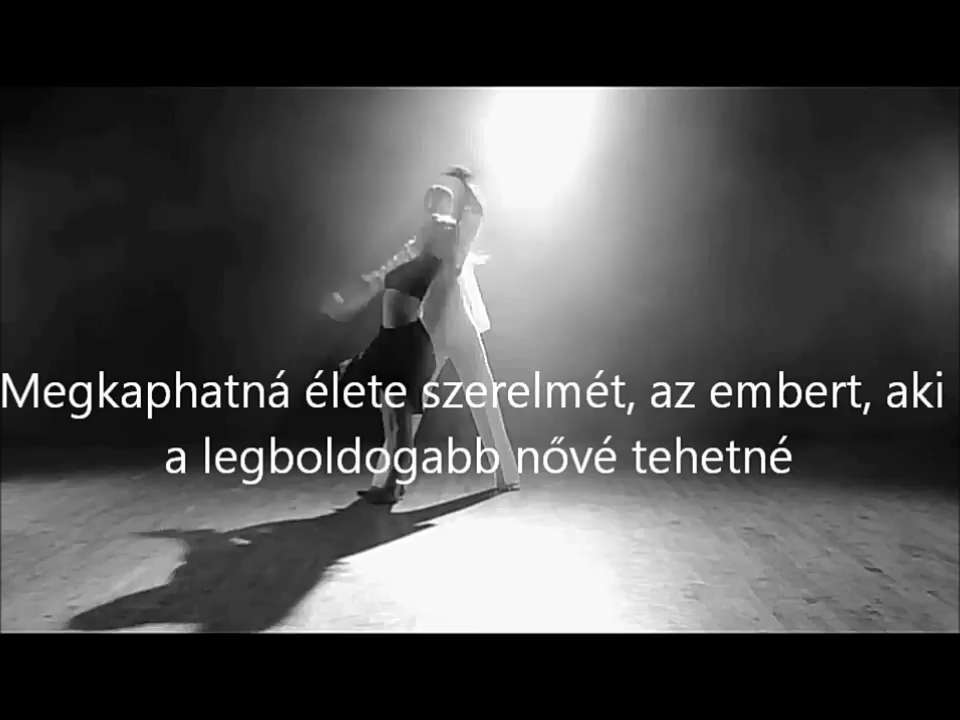 Megkaphatná élete szerelmét, az embert, aki
a legboldogabb nővé tehetné